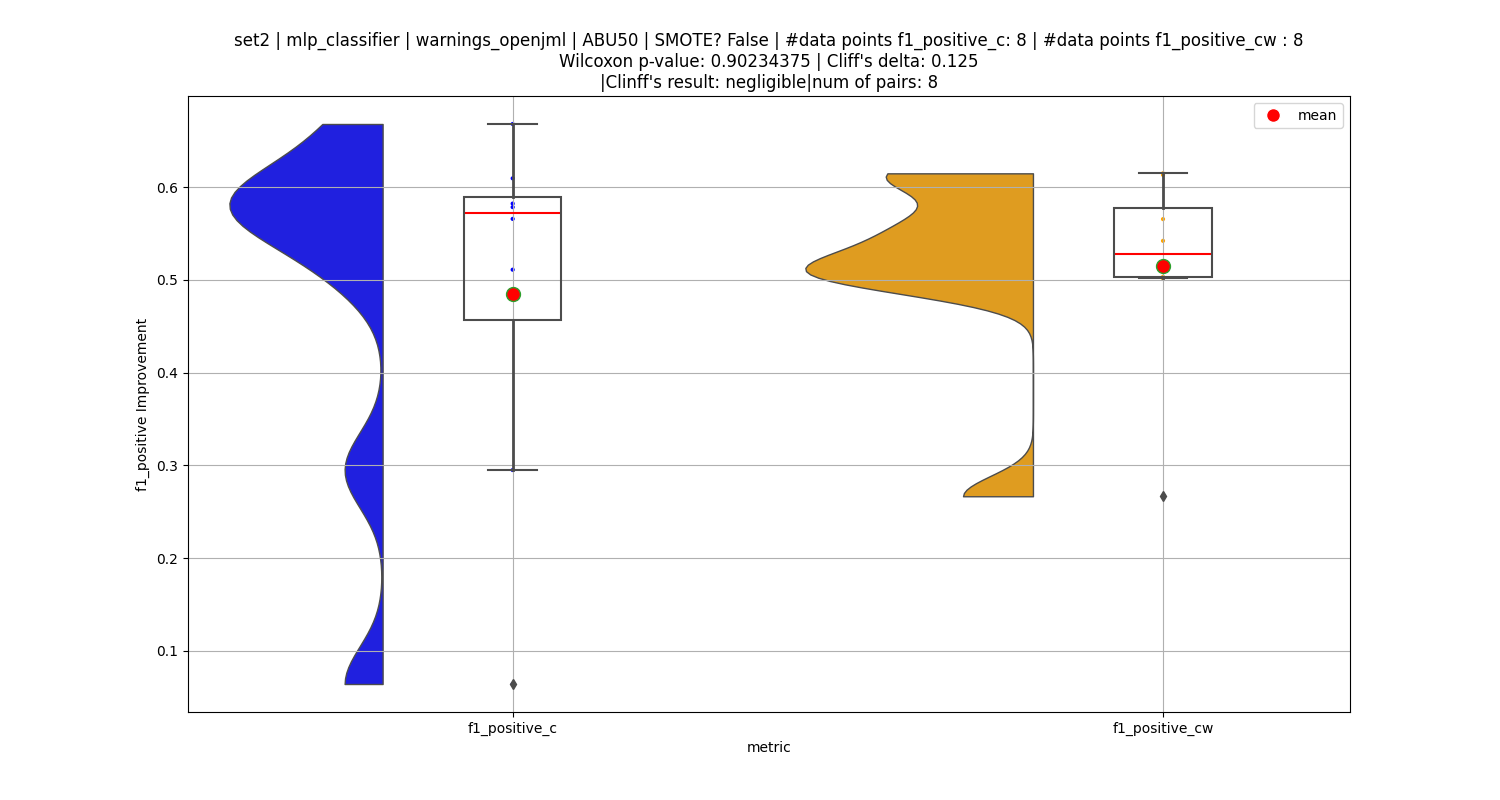 set2 | mlp_classifier | warnings_openjml | ABU50 | SMOTE? False | #data points f1_positive_c: 8 | #data points f1_positive_cw : 8
Wilcoxon p-value: 0.90234375 | Cliff's delta: 0.125
|Clinff's result: negligible|num of pairs: 8
mean
0.6
0.5
0.4
0.3
0.2
0.1
f1_positive Improvement
f1_positive_c
f1_positive_cw
metric